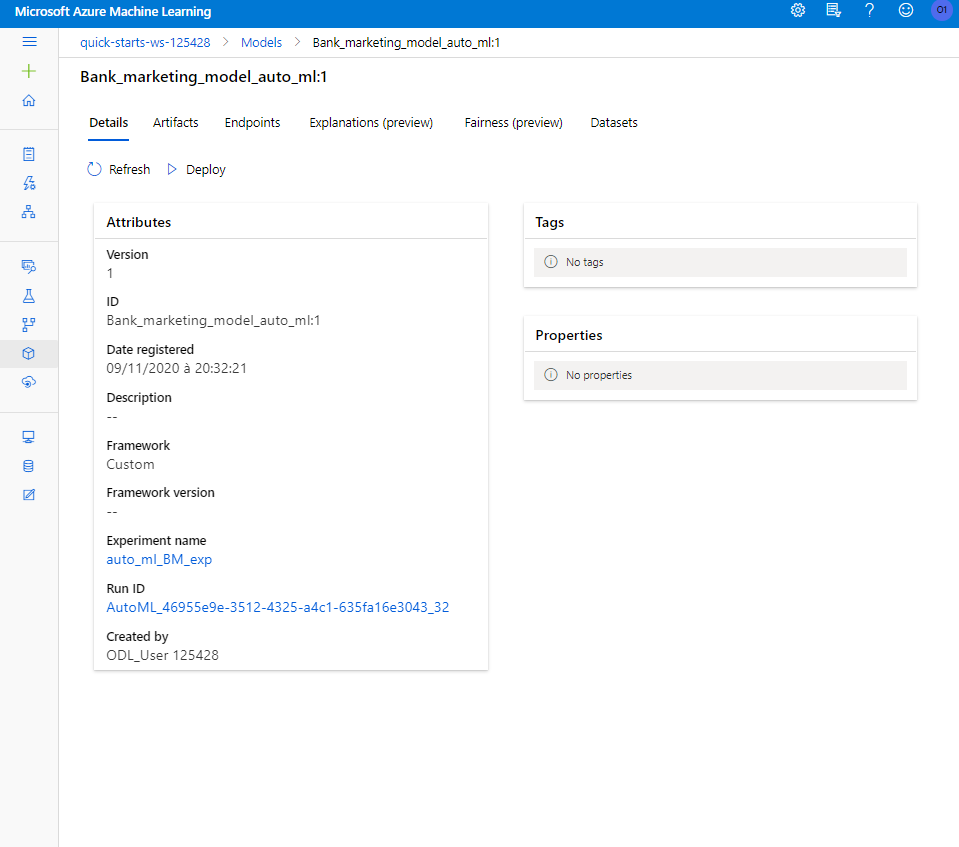 Microsoft Azure Machine Learning
O1
quick-starts-ws-125428 > Models > Bank_marketing_model_auto_ml:1
Bank_marketing_model_auto_ml:1
Details Artifacts Endpoints Explanations (preview) Fairness (preview) Datasets
Refresh Deploy
Attributes
Version
1
ID
Bank_marketing_model_auto_ml:1
Date registered
09/11/2020 à 20:32:21
Description
--
Framework
Custom
Framework version
--
Experiment name
auto_ml_BM_exp
Run ID
AutoML_46955e9e-3512-4325-a4c1-635fa16e3043_32
Created by
ODL_User 125428
Tags
No tags
Properties
No properties